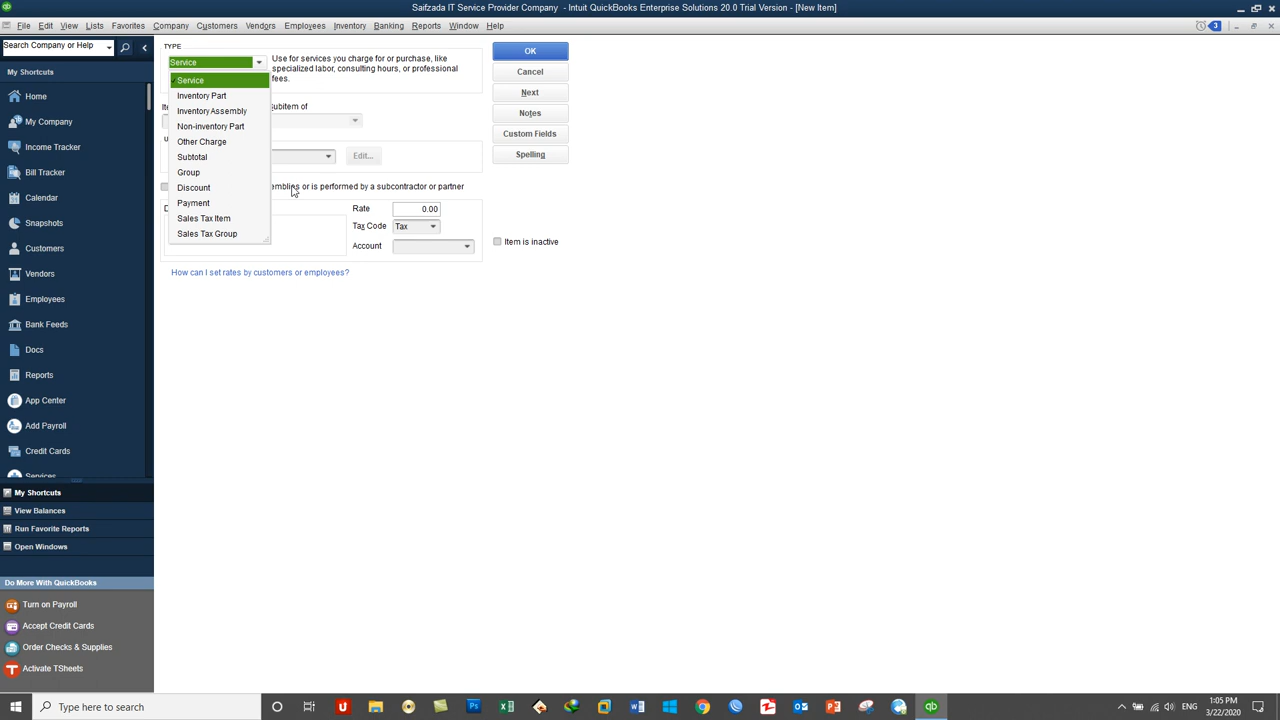 Saifzada IT Service Provider Company - Intuit QuickBooks Enterprise Solutions 20.0 Trial Version - [New Item]
File Edit View Lists Favorites Company Customers Vendors Employees Inventory Banking Reports Window Help
3
Search Company or Help
My Shortcuts
Home
My Company
Income Tracker
Bill Tracker
Calendar
Snapshots
Customers
Vendors
Employees
Bank Feeds
Docs
Reports
App Center
Add Payroll
Credit Cards
Services
My Shortcuts
View Balances
Run Favorite Reports
Open Windows
Do More With QuickBooks
Turn on Payroll
Accept Credit Cards
Order Checks & Supplies
Activate TSheets
TYPE
Service
Use for services you charge for or purchase, like
specialized labor, consulting hours, or professional
fees.
Service
Inventory Part
Inventory Assembly
Non-inventory Part
Other Charge
Subtotal
Group
Discount
Payment
Sales Tax Item
Sales Tax Group
Subitem of
Edit...
or is performed by a subcontractor or partner
Rate 0.00
Tax Code Tax
Account
How can I set rates by customers or employees?
OK
Cancel
Next
Notes
Custom Fields
Spelling
Item is inactive
Type here to search
ENG
1:05 PM
3/22/2020